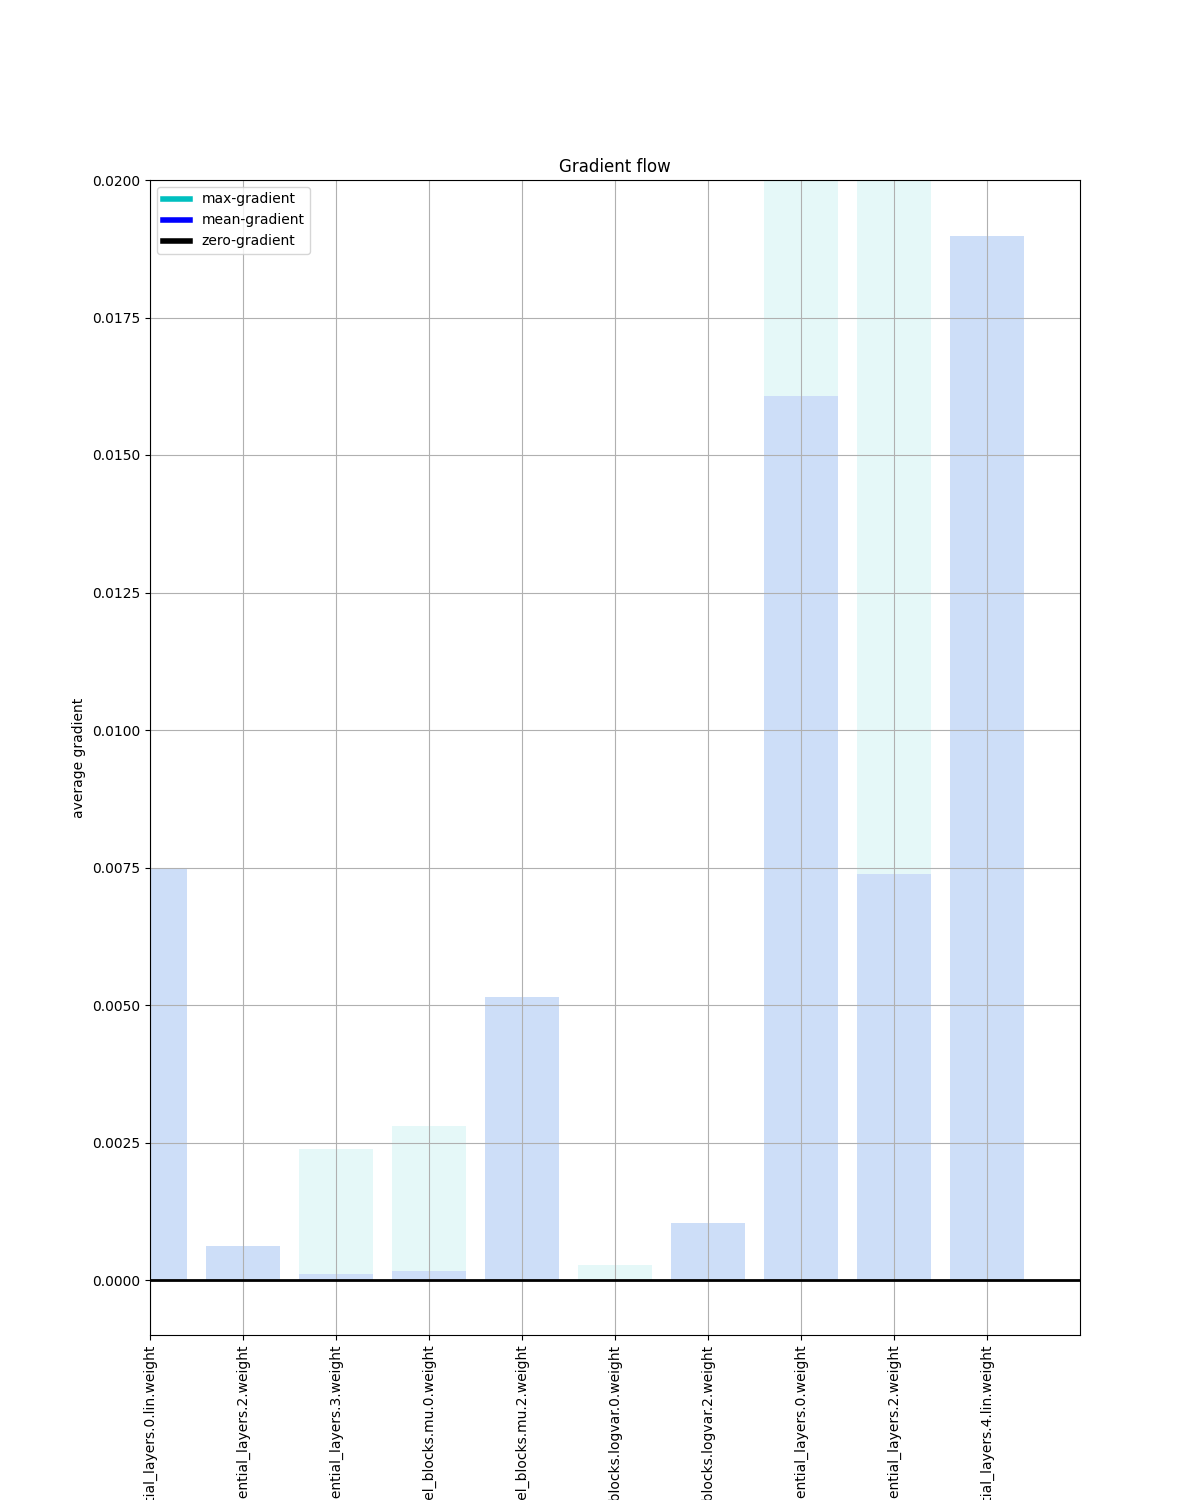 Gradient flow
max-gradient
mean-gradient
zero-gradient
0.0200
0.0175
0.0150
0.0125
0.0100
0.0075
0.0050
0.0025
0.0000
average gradient
tial_layers.0.lin.weight
ential_layers.2.weight
ential_layers.3.weight
el_blocks.mu.0.weight
el_blocks.mu.2.weight
blocks.logvar.0.weight
blocks.logvar.2.weight
ential_layers.0.weight
ential_layers.2.weight
tial_layers.4.lin.weight